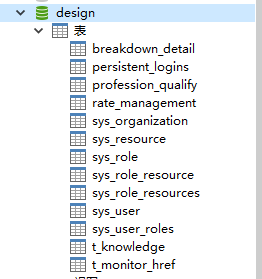 design
表
breakdown_detail
persistent_logins
profession_qualify
rate_management
sys_organization
sys_resource
sys_role
sys_role_resource
sys_role_resources
sys_user
sys_user_roles
t_knowledge
t_monitor_href